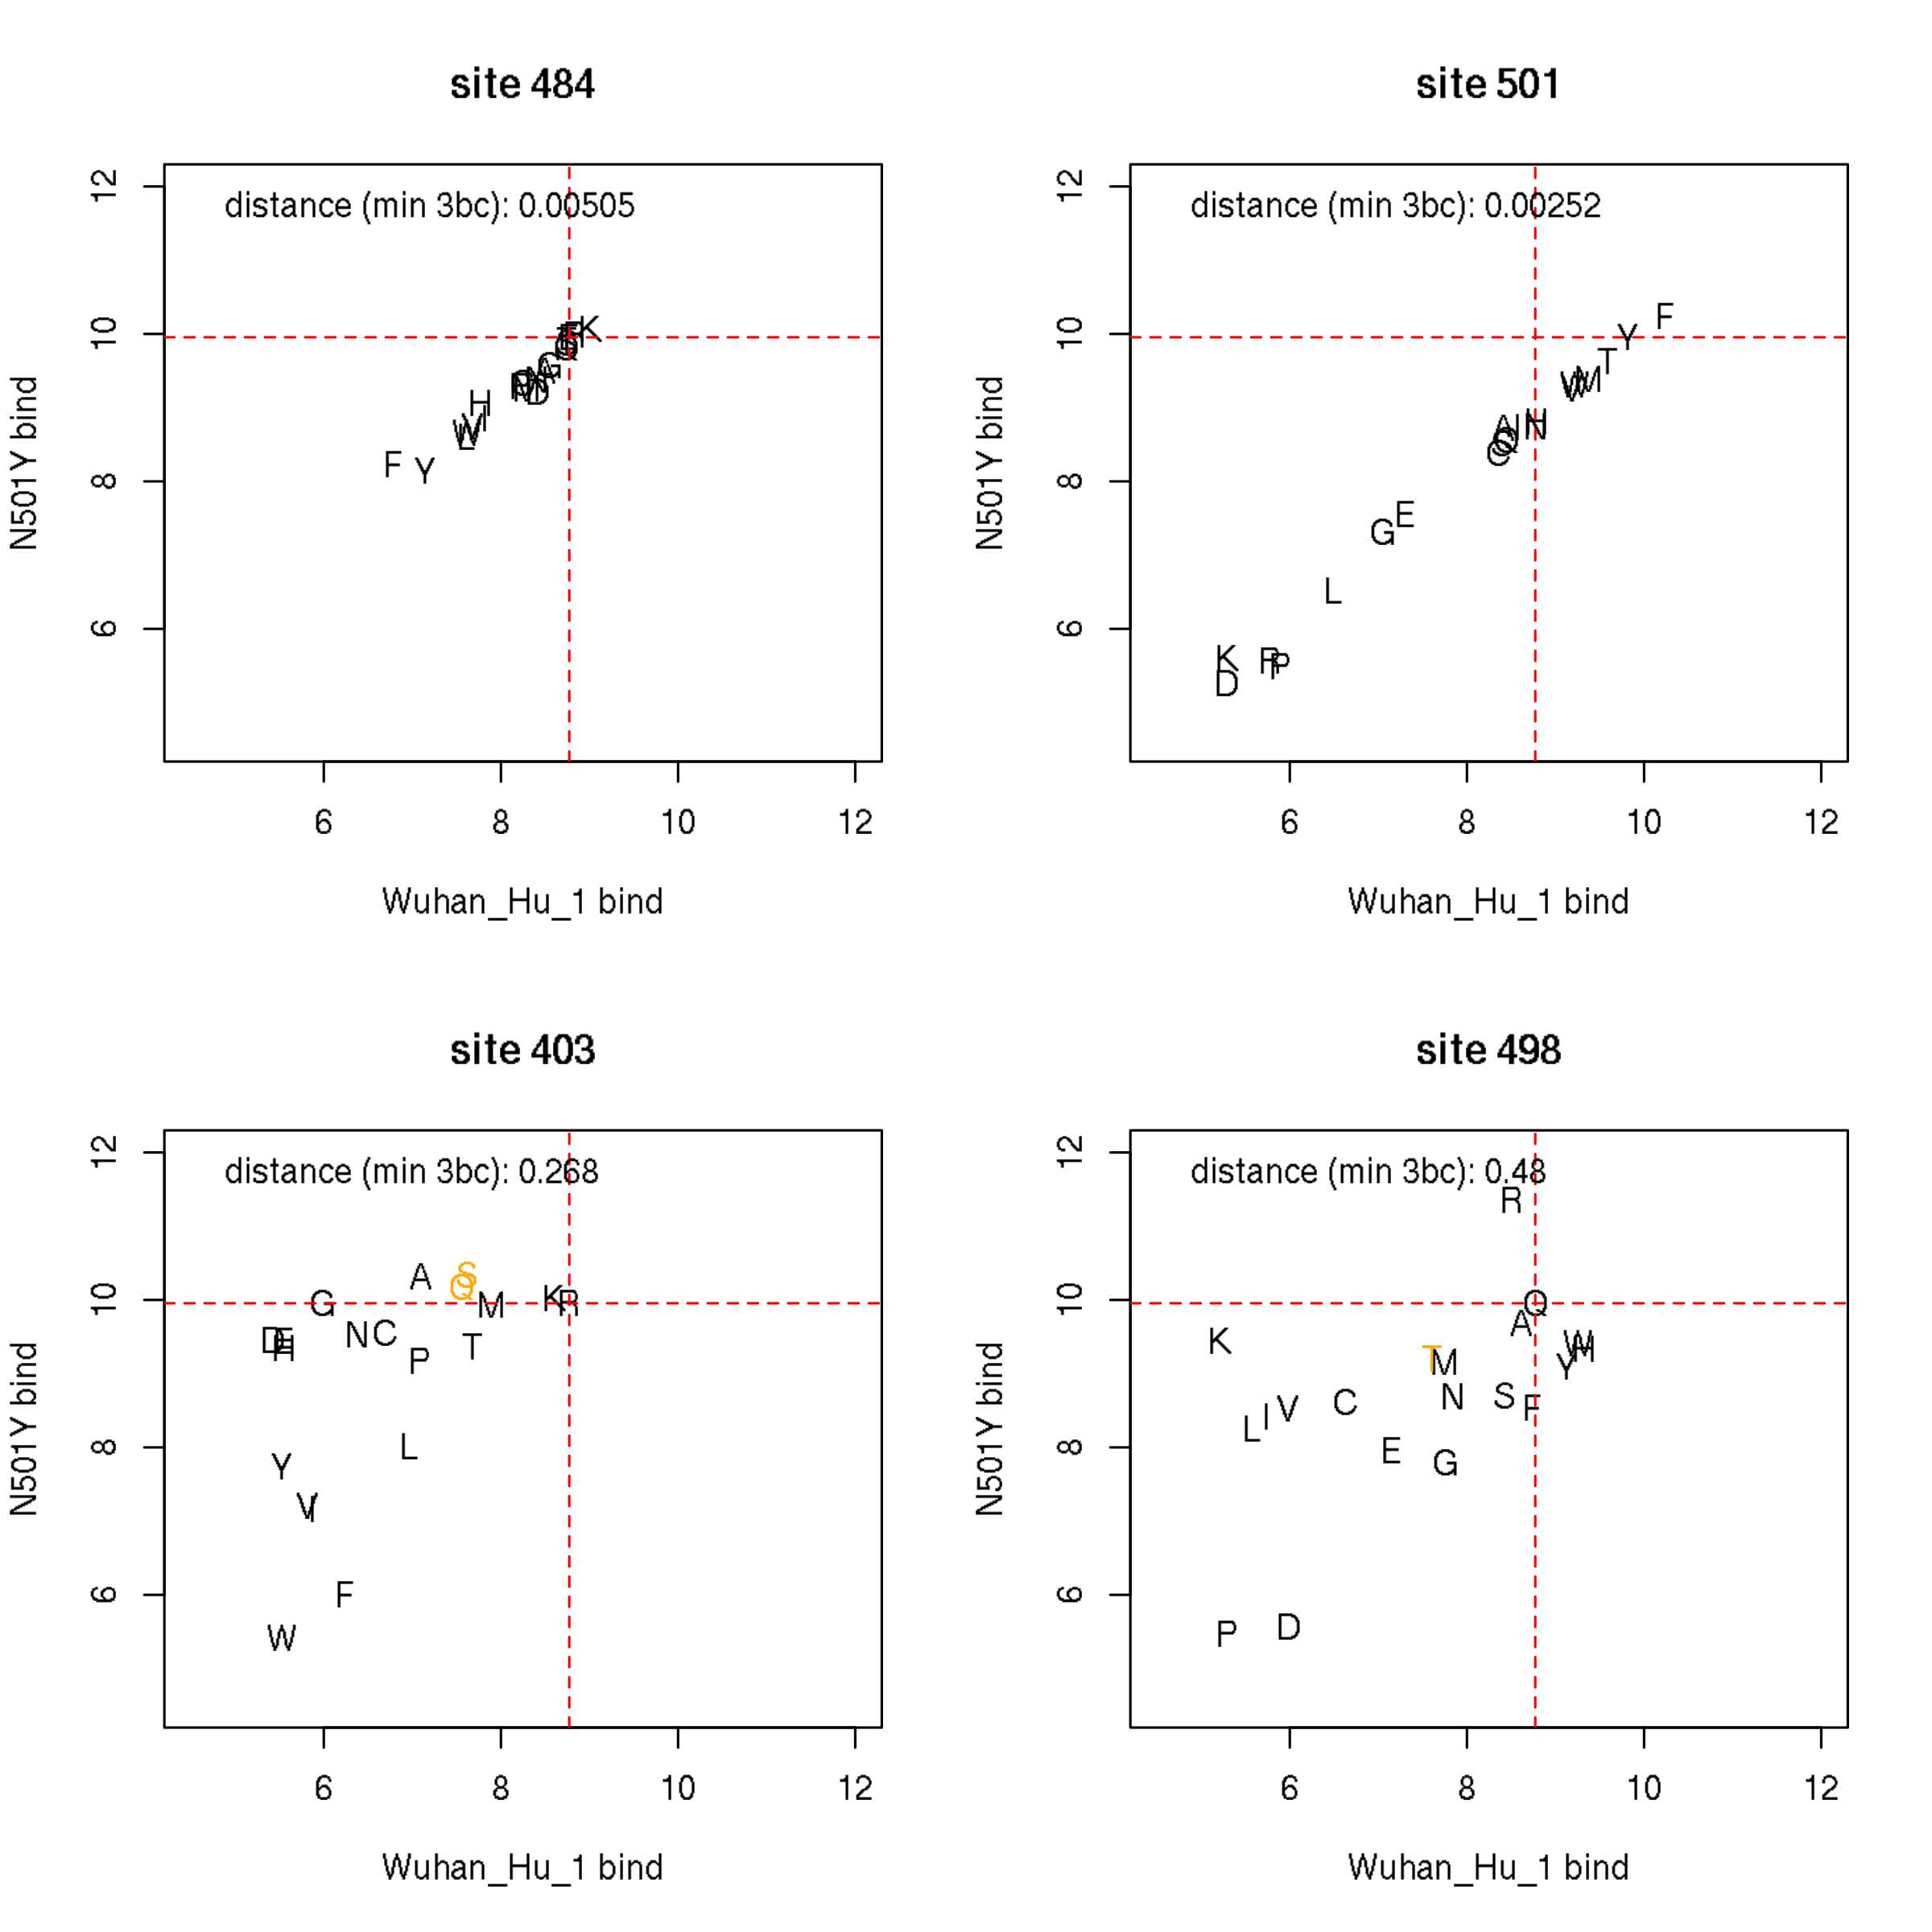 site 484
distance (min 3bc): 0.00505
N501Y bind
12
10
8
6
F Y H V W L K
6 8 10 12
Wuhan_Hu_1 bind
site 501
distance (min 3bc): 0.00252
N501Y bind
12
10
8
6
F
Y
T
M
E
G
L
K
D
R P
6 8 10 12
Wuhan_Hu_1 bind
site 403
distance (min 3bc): 0.268
N501Y bind
12
10
8
6
A S
Q
G M K R
D E H N C T
P
L
Y
V I
F
W
6 8 10 12
Wuhan_Hu_1 bind
site 498
distance (min 3bc): 0.48
N501Y bind
12
10
8
6
R
Q
K A W H
T M Y
N S F
L I V C
E G
P D
6 8 10 12
Wuhan_Hu_1 bind